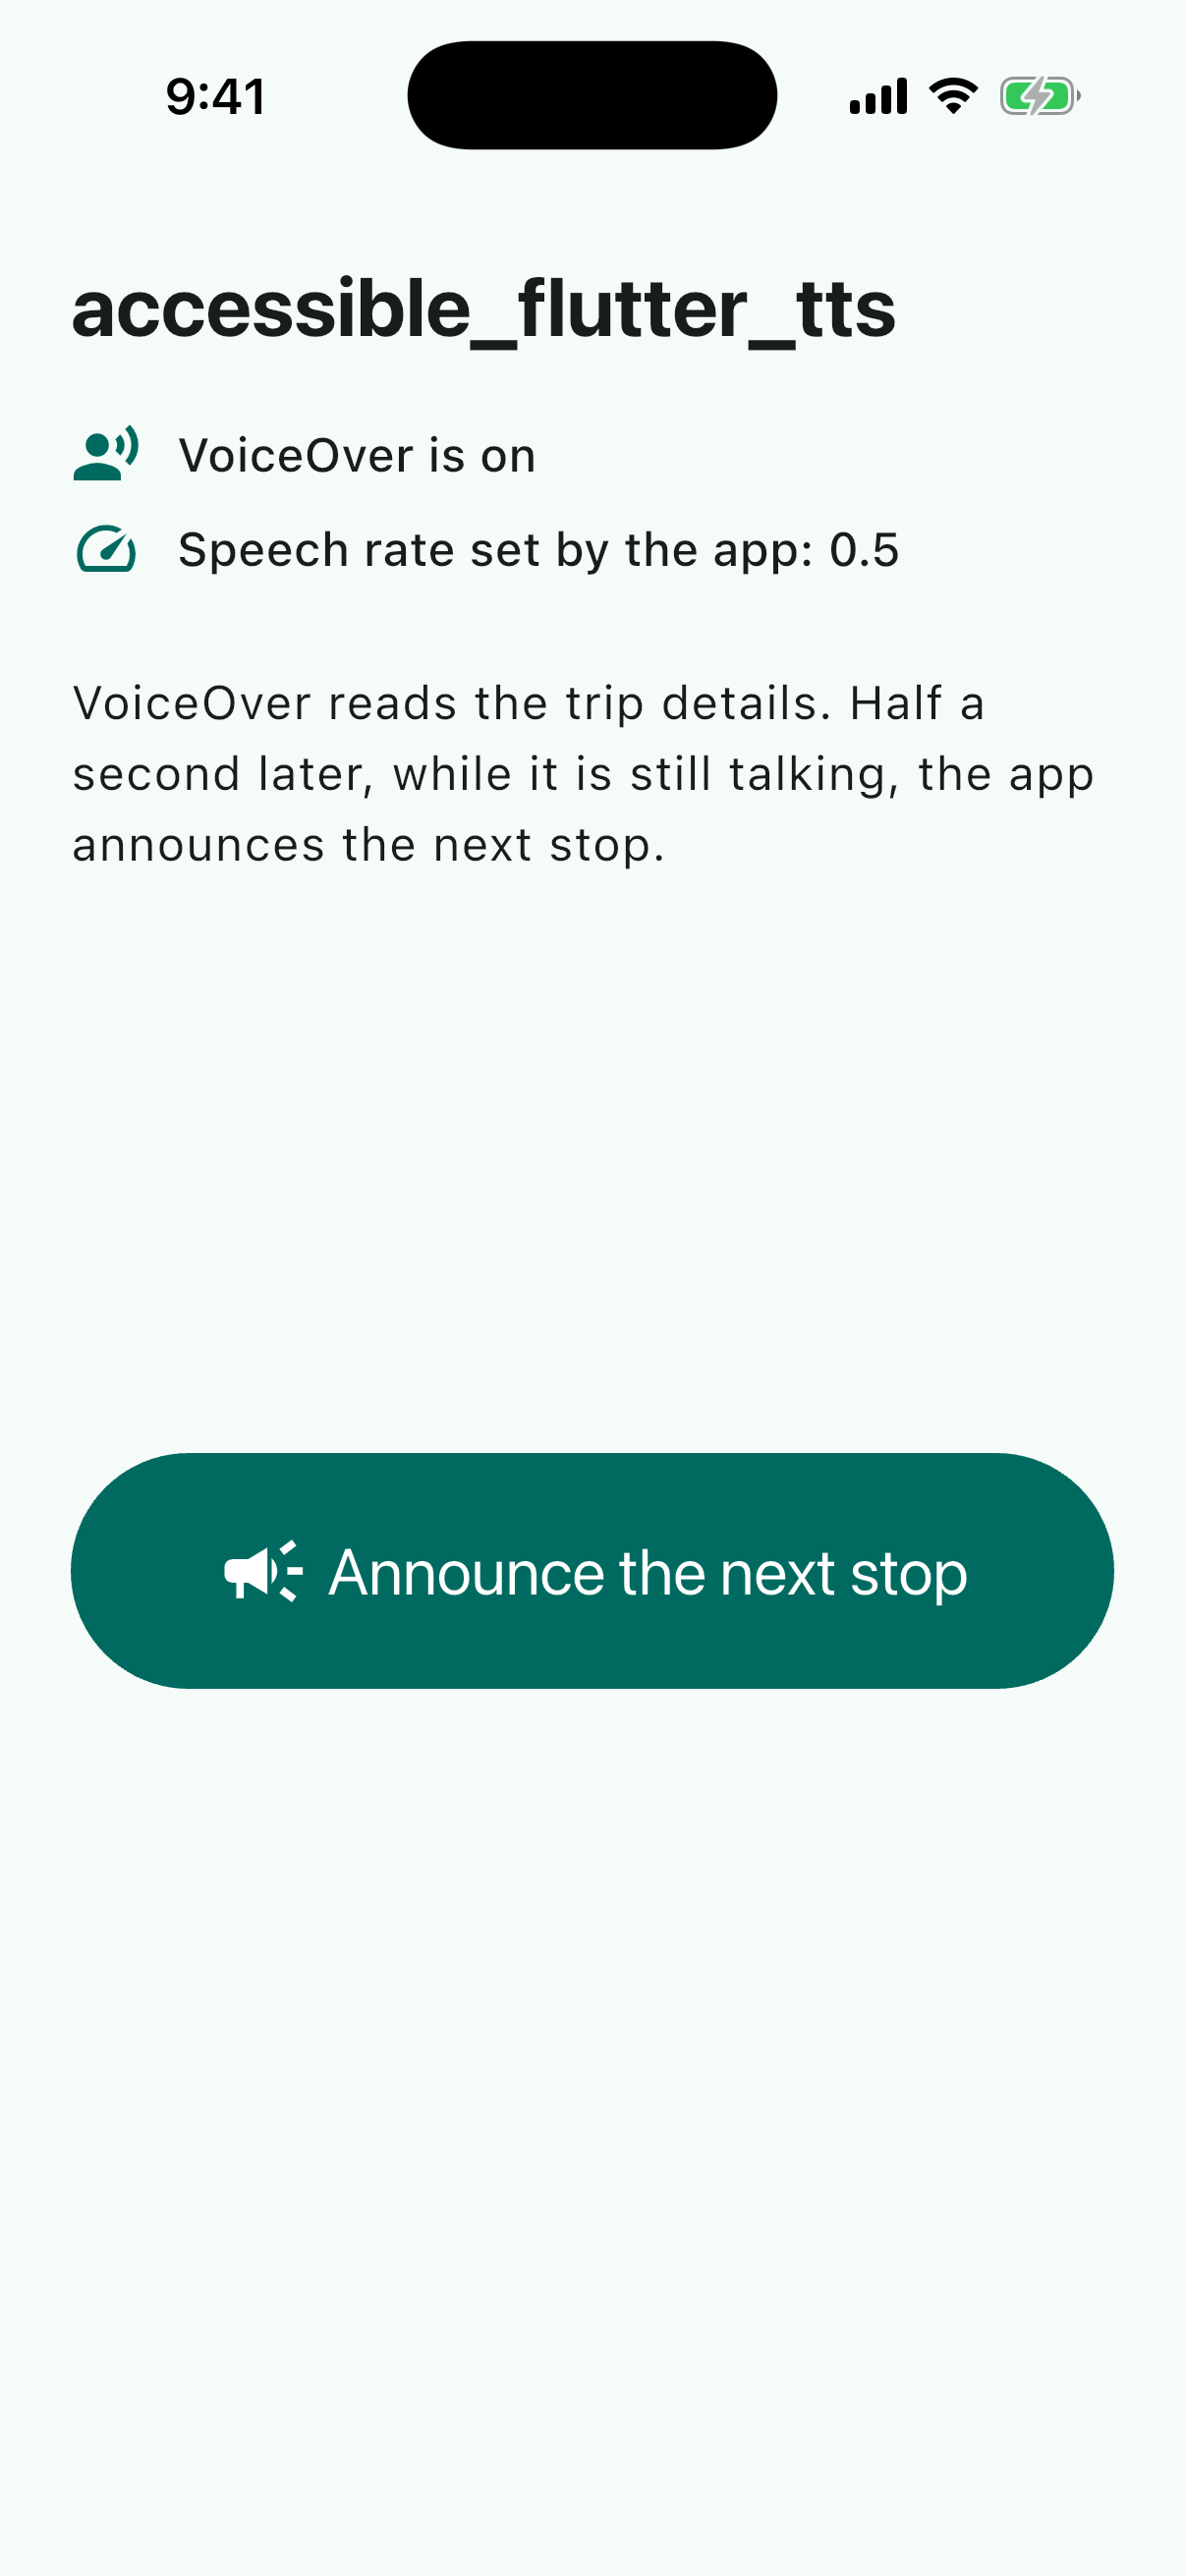 9:41
accessible_flutter_tts
VoiceOver is on
Speech rate set by the app: 0.5
VoiceOver reads the trip details. Half a
second later, while it is still talking, the app
announces the next stop.
Announce the next stop